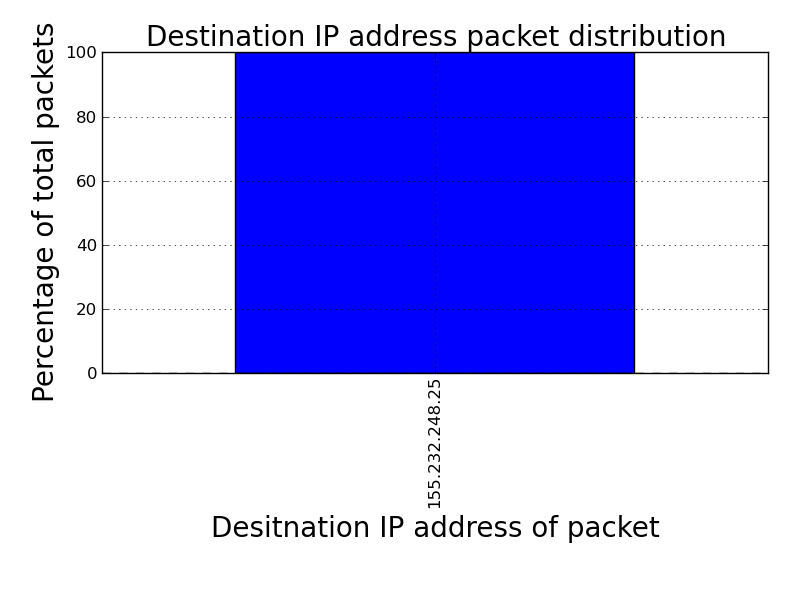 Destination IP address packet distribution
Percentage of total packets
100
80
60
40
20
0
155.232.248.25
Desitnation IP address of packet